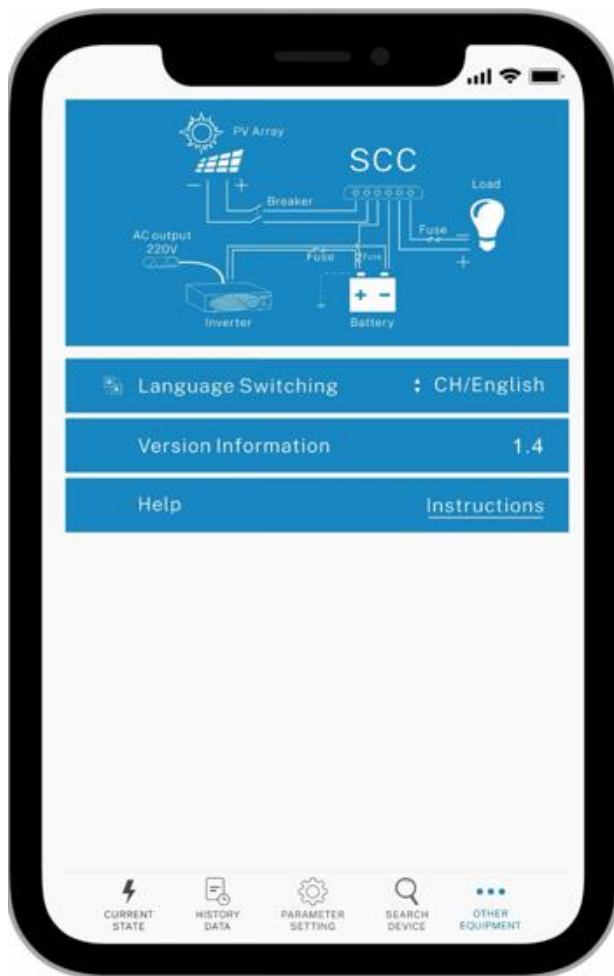 PV Array
SCC
− +
Breaker
Load
AC output
220V
Fuse
−
+
Fuse
Fuse
+ −
Inverter
Battery
Language Switching CH/English
Version Information 1.4
Help Instructions
CURRENT STATE
HISTORY DATA
PARAMETER SETTING
SEARCH DEVICE
OTHER EQUIPMENT